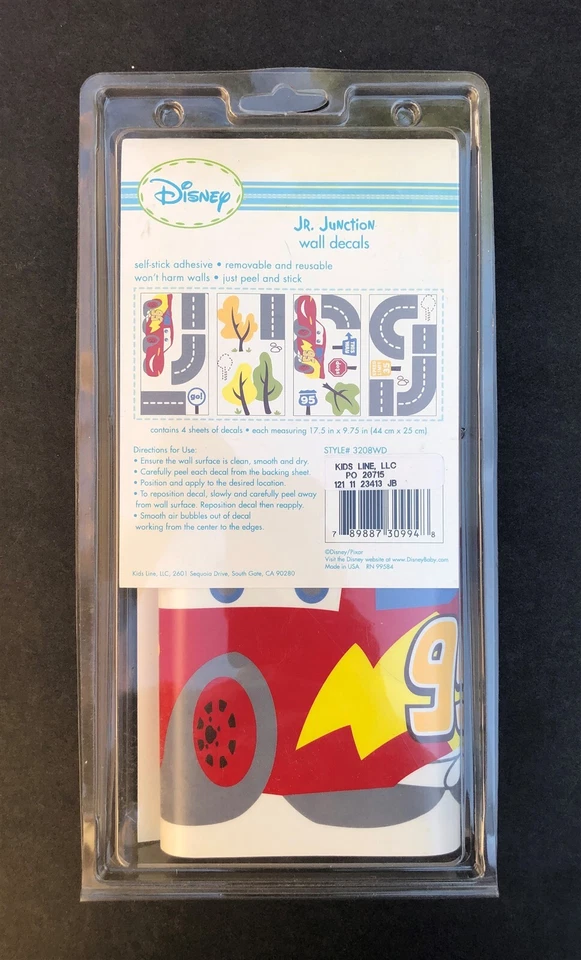 Disney
Jr. Junction
wall decals
self-stick adhesive • removable and reusable
won't harm walls • just peel and stick
go!
95
THIS WAY
STOP
contains 4 sheets of decals • each measuring 17.5 in x 9.75 in (44 cm x 25 cm)
Directions for Use:
• Ensure the wall surface is clean, smooth and dry.
• Carefully peel each decal from the backing sheet.
• Position and apply to the desired location.
• To reposition decal, slowly and carefully peel away
from wall surface. Reposition decal then reapply.
• Smooth air bubbles out of decal
working from the center to the edges.
Kids Line, LLC, 2601 Sequoia Drive, South Gate, CA 90280
STYLE# 3208WD
KIDS LINE, LLC
PO 20715
121 11 23413 JB
7 89887 30994 8
©Disney/Pixar
Visit the Disney website at www.DisneyBaby.com
Made in USA RN 99584
95